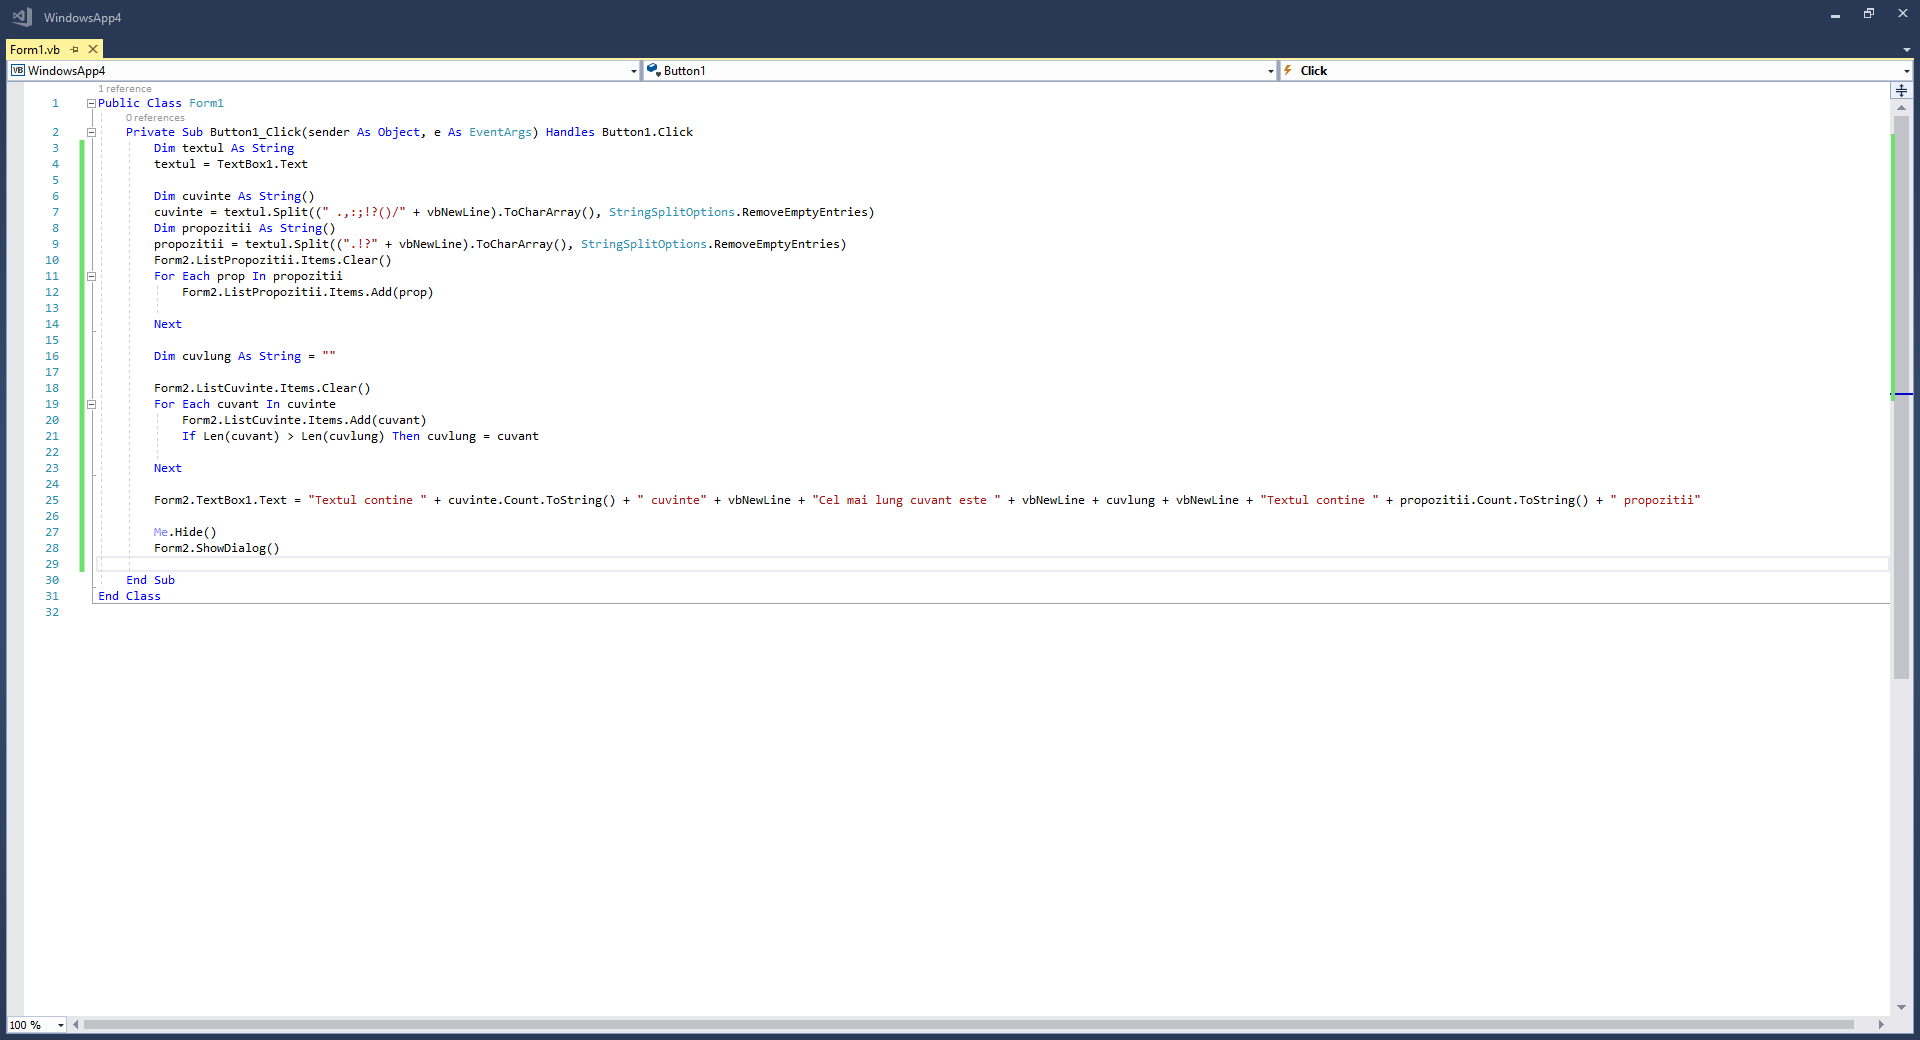 WindowsApp4
Form1.vb
WindowsApp4 Button1 Click
1 reference
1 Public Class Form1
0 references
2 Private Sub Button1_Click(sender As Object, e As EventArgs) Handles Button1.Click
3 Dim textul As String
4 textul = TextBox1.Text
5
6 Dim cuvinte As String()
7 cuvinte = textul.Split((" .,:;!?()/" + vbNewLine).ToCharArray(), StringSplitOptions.RemoveEmptyEntries)
8 Dim propozitii As String()
9 propozitii = textul.Split((".!?" + vbNewLine).ToCharArray(), StringSplitOptions.RemoveEmptyEntries)
10 Form2.ListPropozitii.Items.Clear()
11 For Each prop In propozitii
12 Form2.ListPropozitii.Items.Add(prop)
13
14 Next
15
16 Dim cuvlung As String = ""
17
18 Form2.ListCuvinte.Items.Clear()
19 For Each cuvant In cuvinte
20 Form2.ListCuvinte.Items.Add(cuvant)
21 If Len(cuvant) > Len(cuvlung) Then cuvlung = cuvant
22
23 Next
24
25 Form2.TextBox1.Text = "Textul contine " + cuvinte.Count.ToString() + " cuvinte" + vbNewLine + "Cel mai lung cuvant este " + vbNewLine + cuvlung + vbNewLine + "Textul contine " + propozitii.Count.ToString() + " propozitii"
26
27 Me.Hide()
28 Form2.ShowDialog()
29
30 End Sub
31 End Class
32
100 %